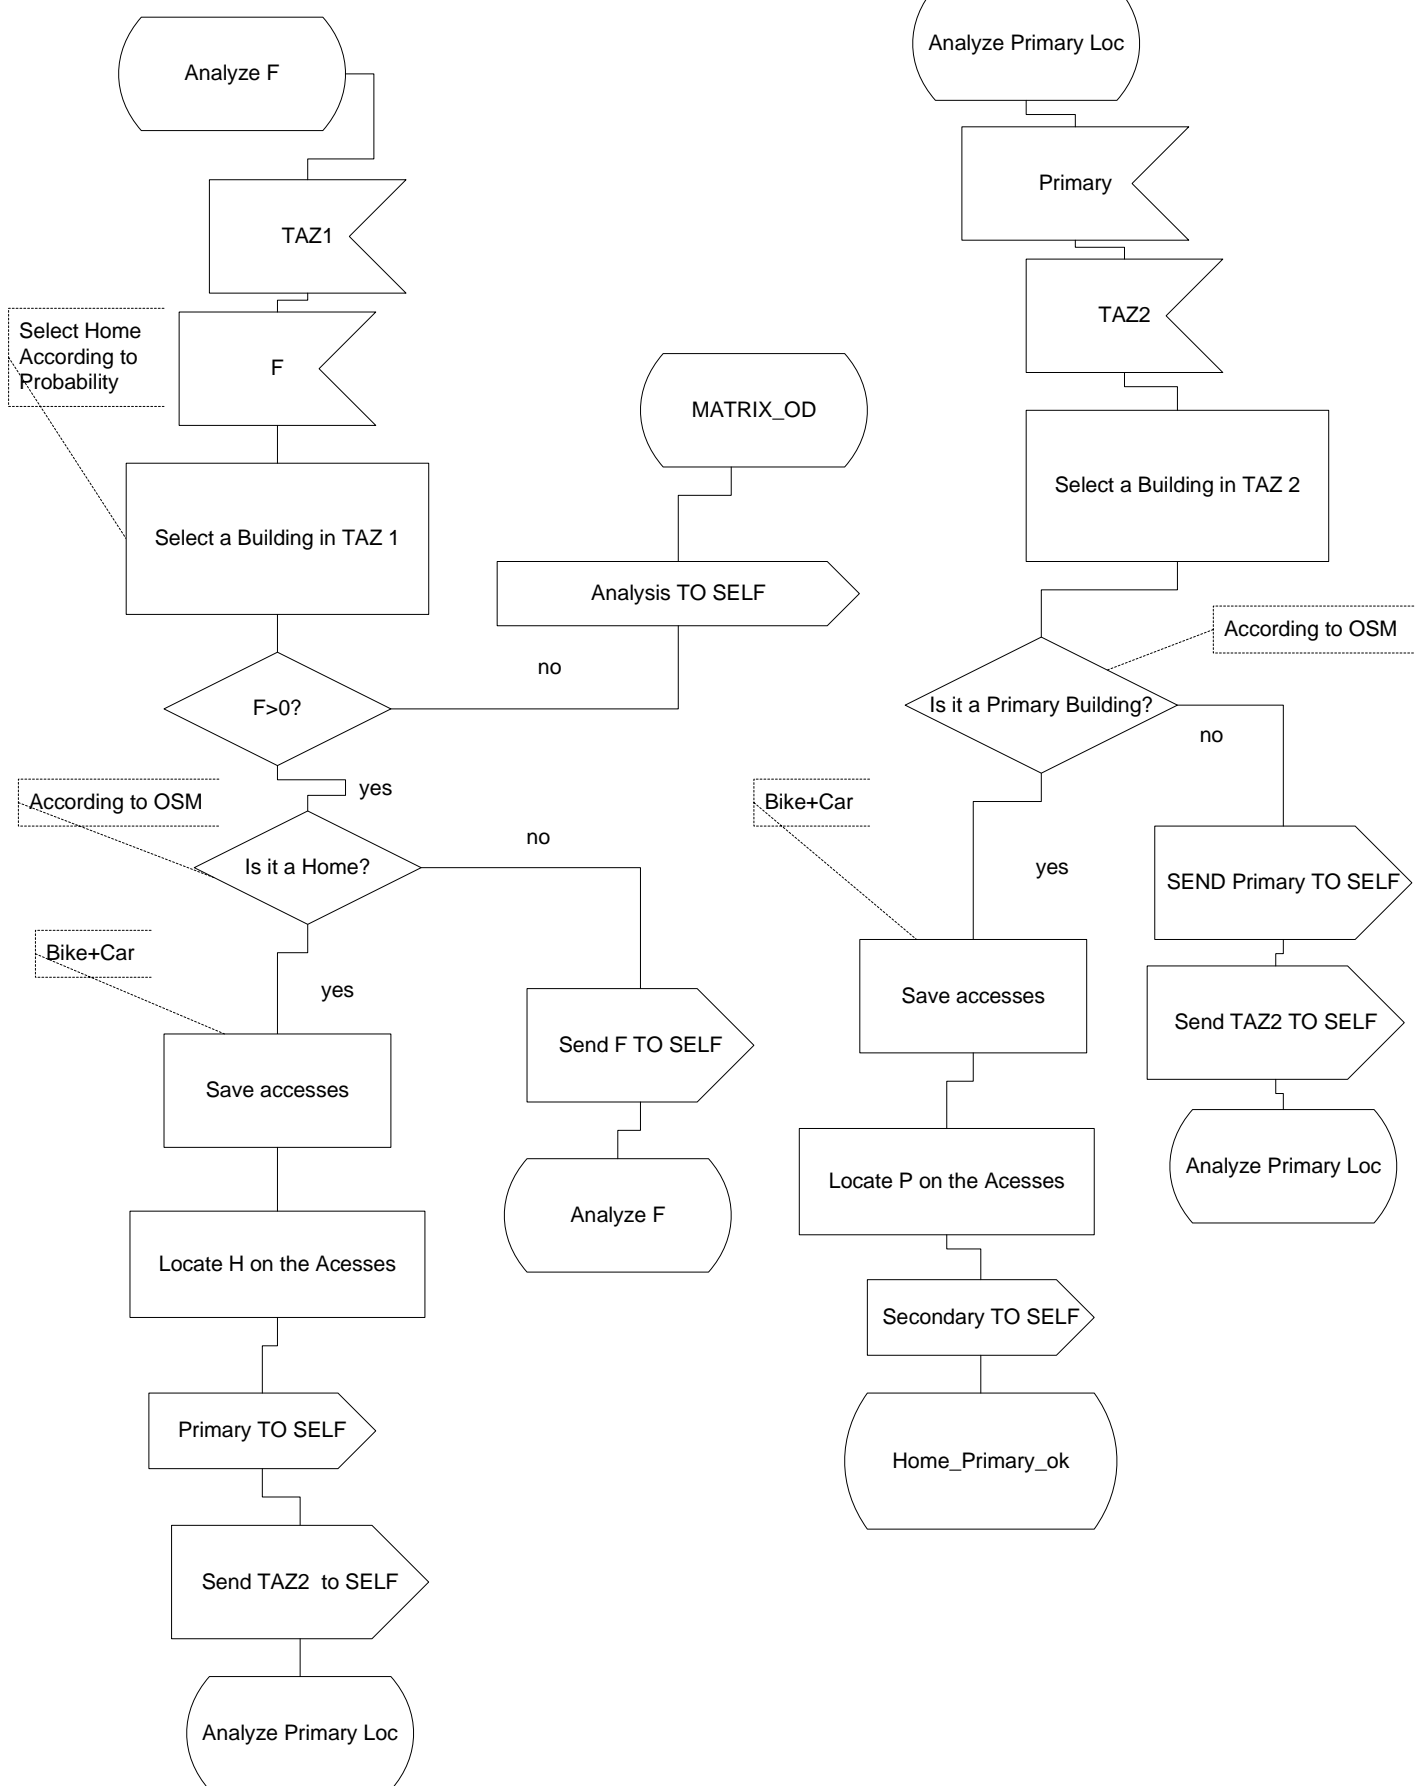 Analyze F
TAZ1
Select Home
According to
Probability
F
Select a Building in TAZ 1
MATRIX_OD
Analysis TO SELF
no
F>0?
yes
According to OSM
Is it a Home?
no
Bike+Car
yes
Save accesses
Send F TO SELF
Analyze F
Locate H on the Acesses
Primary TO SELF
Send TAZ2  to SELF
Analyze Primary Loc
Analyze Primary Loc
Primary
TAZ2
Select a Building in TAZ 2
According to OSM
Is it a Primary Building?
no
Bike+Car
yes
SEND Primary TO SELF
Save accesses
Send TAZ2 TO SELF
Analyze Primary Loc
Locate P on the Acesses
Secondary TO SELF
Home_Primary_ok